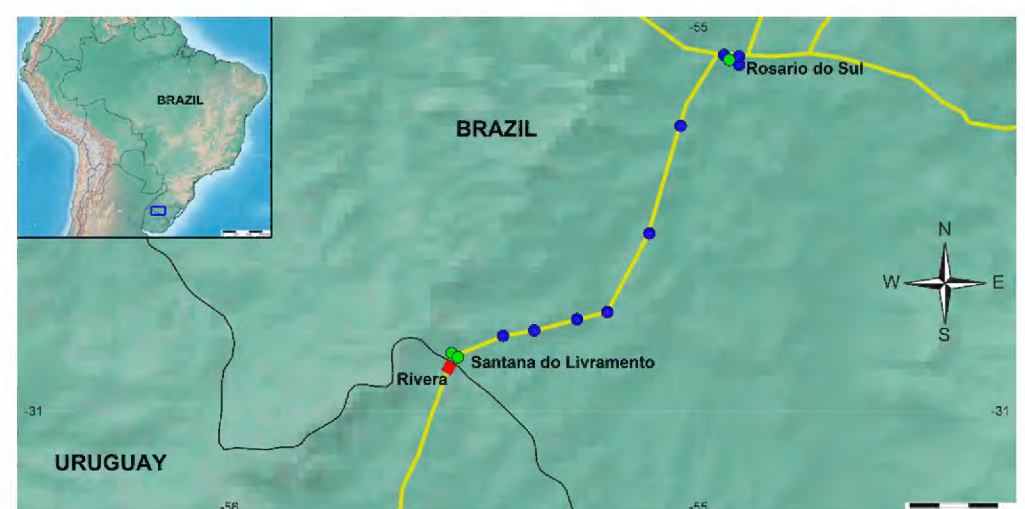 -55
BRAZIL
Rosario do Sul
BRAZIL
N
W
E
S
Santana do Livramento
Rivera
-31
-31
URUGUAY
-56
-55